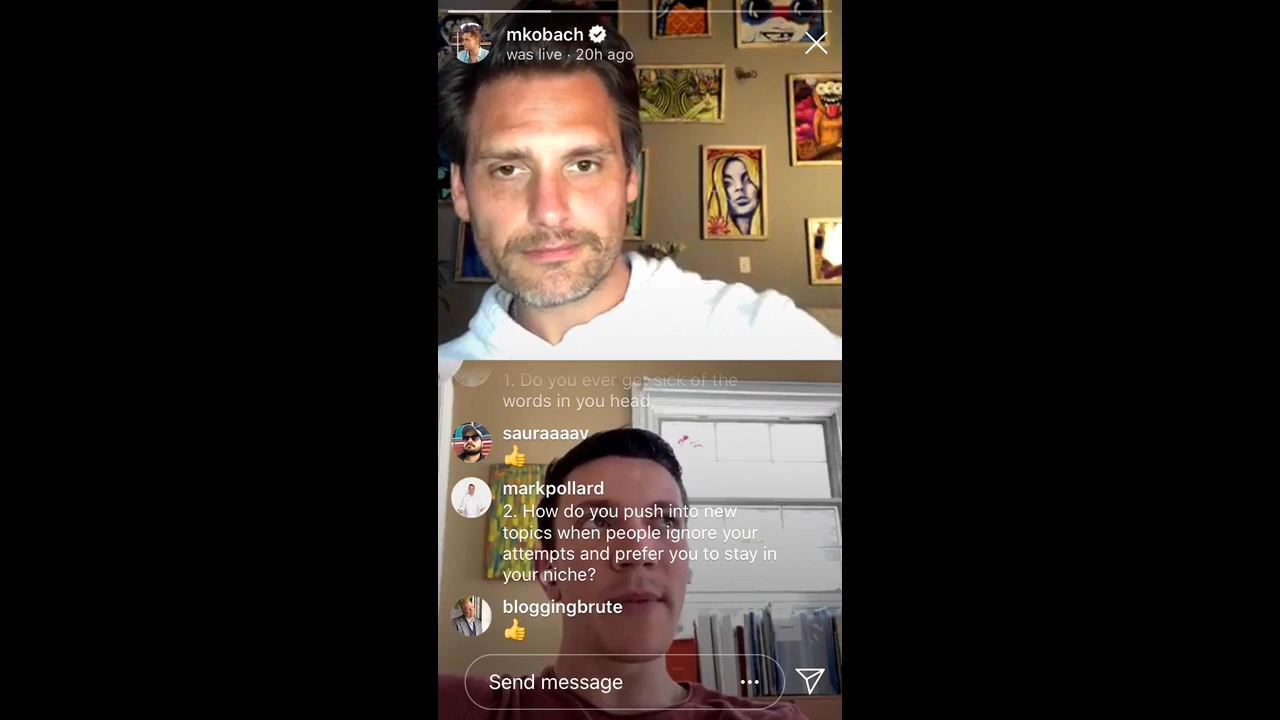 mkobach
was live · 20h ago
1. Do you ever get sick of the
words in you head,
sauraaaav
👍
markpollard
2. How do you push into new
topics when people ignore your
attempts and prefer you to stay in
your niche?
bloggingbrute
👍
Send message